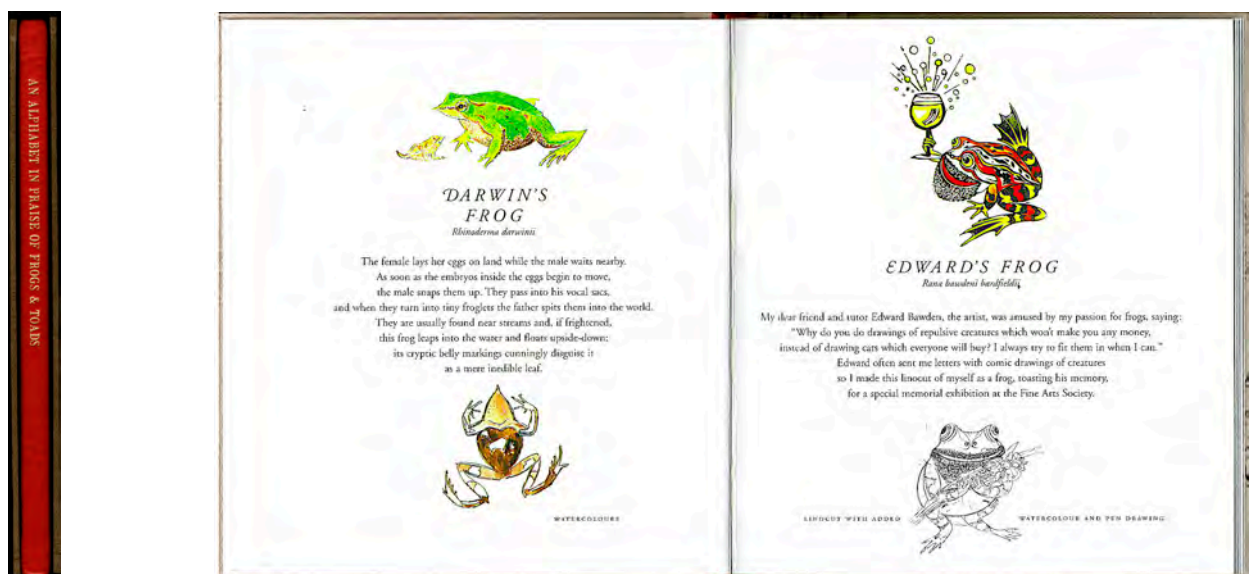 AN ALPHABET IN PRAISE OF FROGS & TOADS
DARWIN'S
FROG
Rhinoderma darwinii
The female lays her eggs on land while the male waits nearby.
As soon as the embryos inside the eggs begin to move,
the male snaps them up. They pass into his vocal sacs,
and when they turn into tiny froglets the father spits them into the world.
They are usually found near streams and, if frightened,
this frog leaps into the water and floats upside-down;
its cryptic belly markings cunningly disguise it
as a mere inedible leaf.
WATERCOLOURS
EDWARD'S FROG
Rana bawdeni bardfieldii
My dear friend and tutor Edward Bawden, the artist, was amused by my passion for frogs, saying:
"Why do you do drawings of repulsive creatures which won't make you any money,
instead of drawing cats which everyone will buy? I always try to fit them in when I can."
Edward often sent me letters with comic drawings of creatures
so I made this linocut of myself as a frog, toasting his memory,
for a special memorial exhibition at the Fine Arts Society.
LINOCUT WITH ADDED WATERCOLOUR AND PEN DRAWING